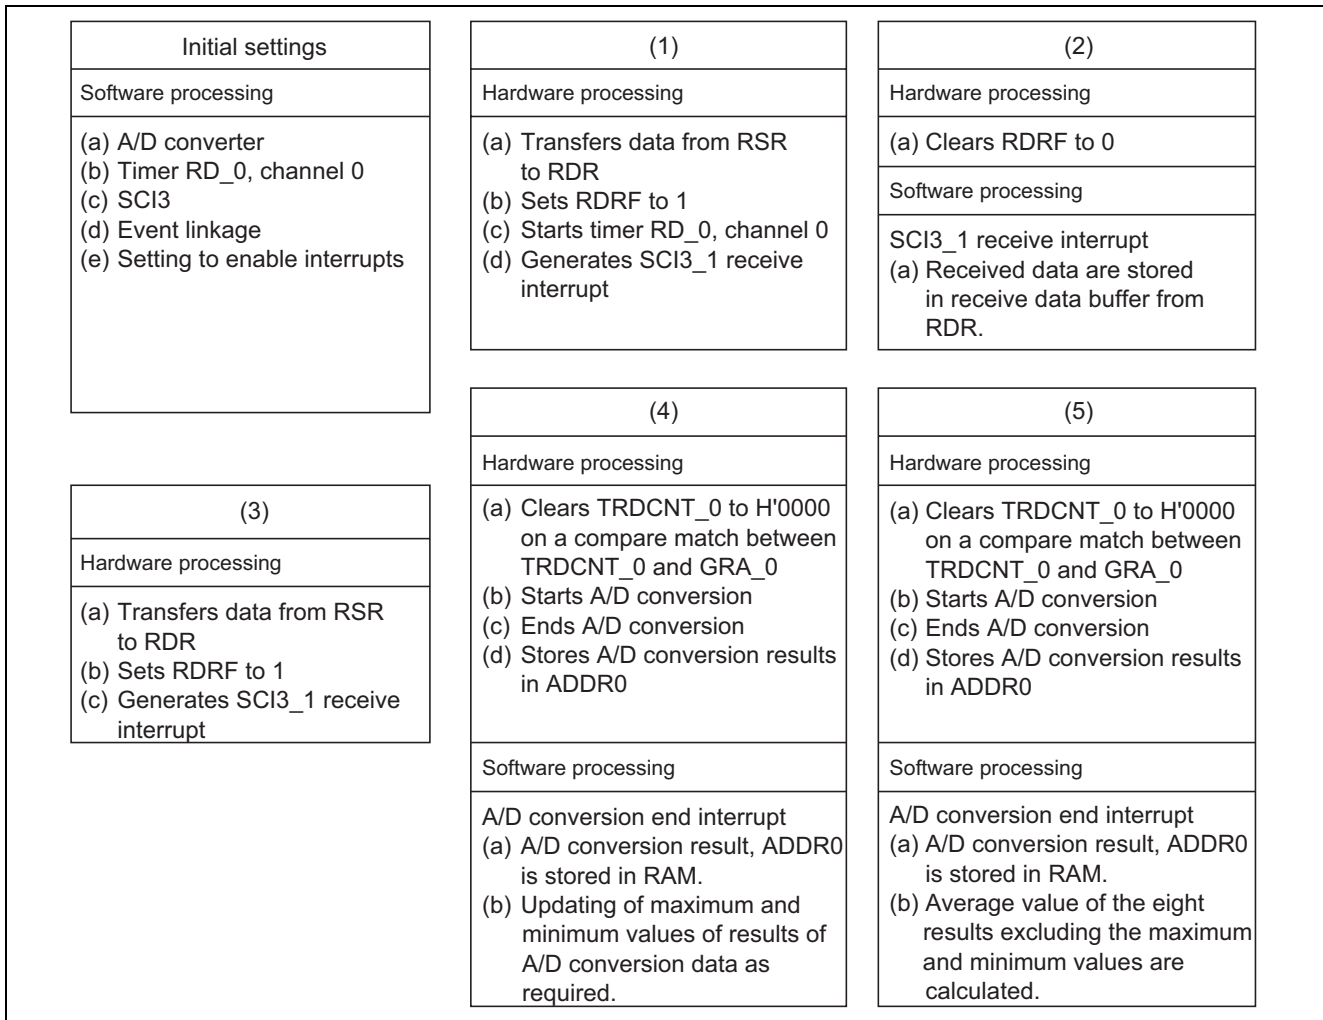 Initial settings
Software processing
(a) A/D converter
(b) Timer RD_0, channel 0
(c) SCI3
(d) Event linkage
(e) Setting to enable interrupts
(1)
Hardware processing
(a) Transfers data from RSR
to RDR
(b) Sets RDRF to 1
(c) Starts timer RD_0, channel 0
(d) Generates SCI3_1 receive
interrupt
(2)
Hardware processing
(a) Clears RDRF to 0
Software processing
SCI3_1 receive interrupt
(a) Received data are stored
in receive data buffer from
RDR.
(3)
Hardware processing
(a) Transfers data from RSR
to RDR
(b) Sets RDRF to 1
(c) Generates SCI3_1 receive
interrupt
(4)
Hardware processing
(a) Clears TRDCNT_0 to H'0000
on a compare match between
TRDCNT_0 and GRA_0
(b) Starts A/D conversion
(c) Ends A/D conversion
(d) Stores A/D conversion results
in ADDR0
Software processing
A/D conversion end interrupt
(a) A/D conversion result, ADDR0
is stored in RAM.
(b) Updating of maximum and
minimum values of results of
A/D conversion data as
required.
(5)
Hardware processing
(a) Clears TRDCNT_0 to H'0000
on a compare match between
TRDCNT_0 and GRA_0
(b) Starts A/D conversion
(c) Ends A/D conversion
(d) Stores A/D conversion results
in ADDR0
Software processing
A/D conversion end interrupt
(a) A/D conversion result, ADDR0
is stored in RAM.
(b) Average value of the eight
results excluding the maximum
and minimum values are
calculated.